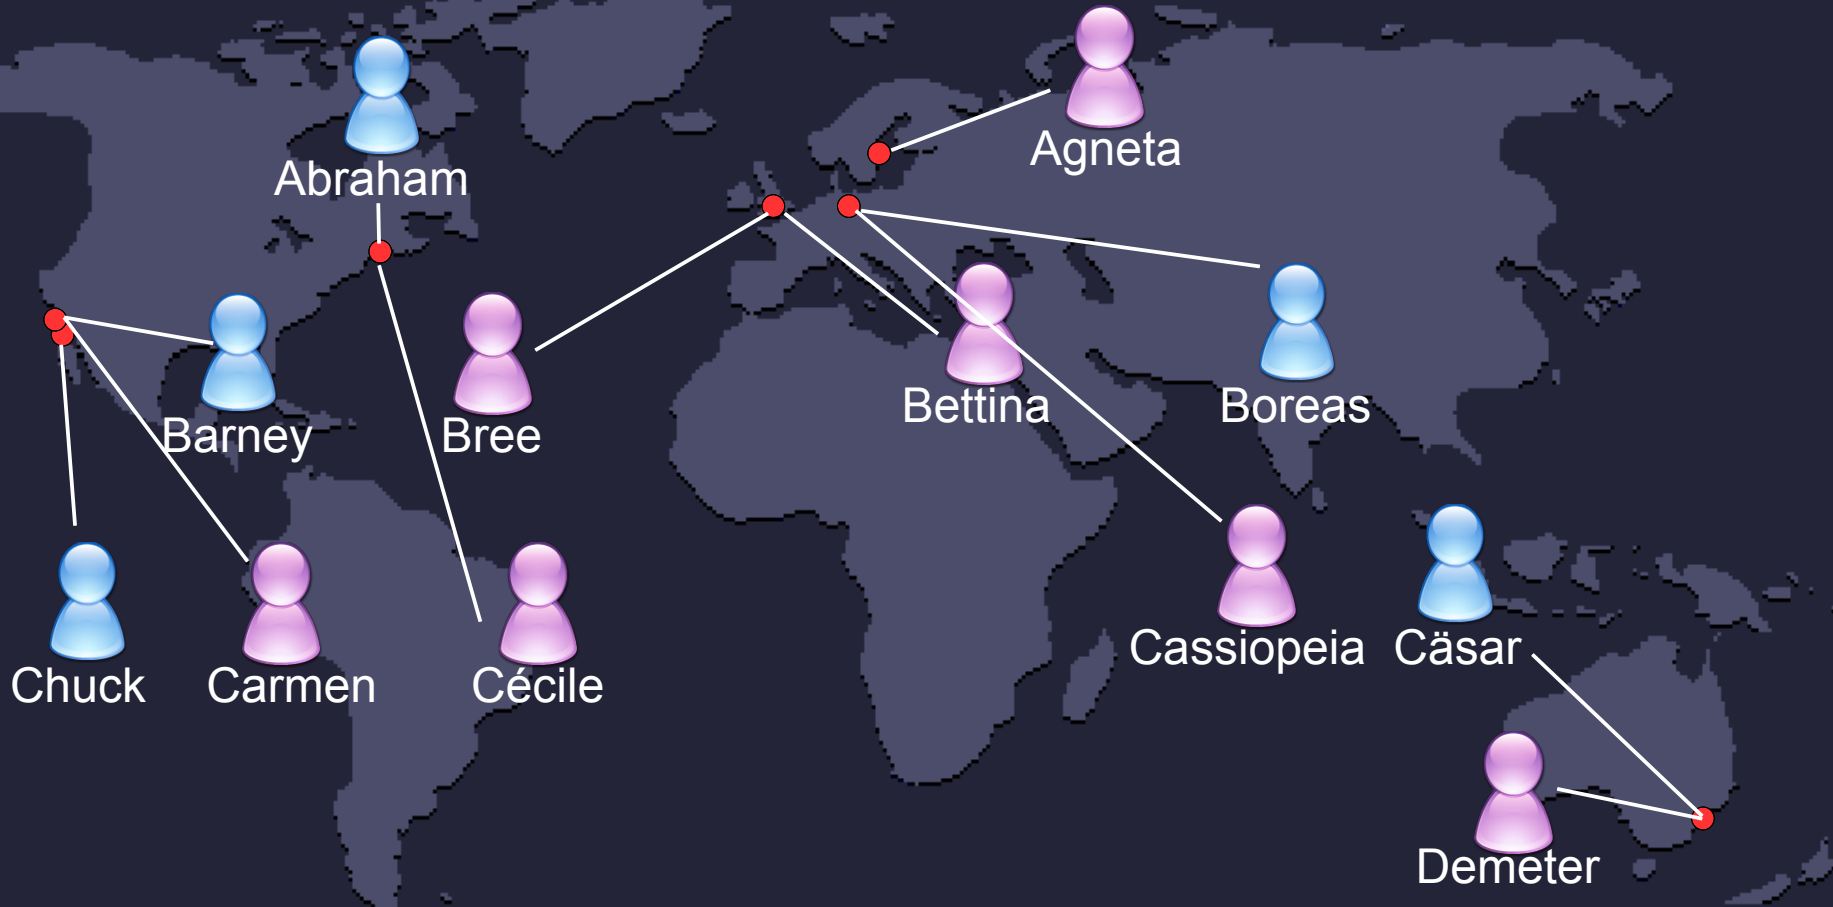 Agneta
Abraham
Bettina
Boreas
Barney
Bree
Cassiopeia
Cäsar
Chuck
Carmen
Cécile
Demeter